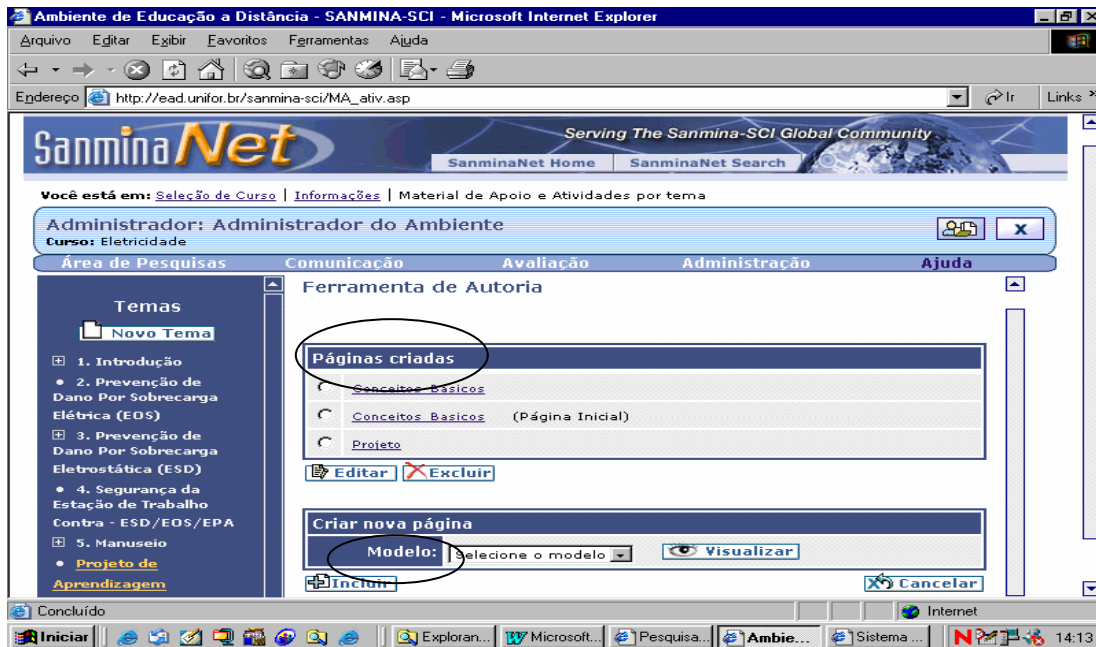 Ambiente de Educação a Distância - SANMINA-SCI - Microsoft Internet Explorer
Arquivo Editar Exibir Favoritos Ferramentas Ajuda
Endereço http://ead.unifor.br/sanmina-sci/MA_ativ.asp Ir Links »
Sanmina Net Serving The Sanmina-SCI Global Community
SanminaNet Home SanminaNet Search
Você está em: Seleção de Curso | Informações | Material de Apoio e Atividades por tema
Administrador: Administrador do Ambiente
Curso: Eletricidade
X
Área de Pesquisas Comunicação Avaliação Administração Ajuda
Temas
Novo Tema
1. Introdução
• 2. Prevenção de
Dano Por Sobrecarga
Elétrica (EOS)
3. Prevenção de
Dano Por Sobrecarga
Eletrostática (ESD)
• 4. Segurança da
Estação de Trabalho
Contra - ESD/EOS/EPA
5. Manuseio
• Projeto de
Aprendizagem
Ferramenta de Autoria
Páginas criadas
Conceitos Basicos
Conceitos Basicos (Página Inicial)
Projeto
Editar Excluir
Criar nova página
Modelo: Selecione o modelo Visualizar
Incluir Cancelar
Concluído Internet
Iniciar Exploran... Microsoft... Pesquisa... Ambie... Sistema ... 14:13